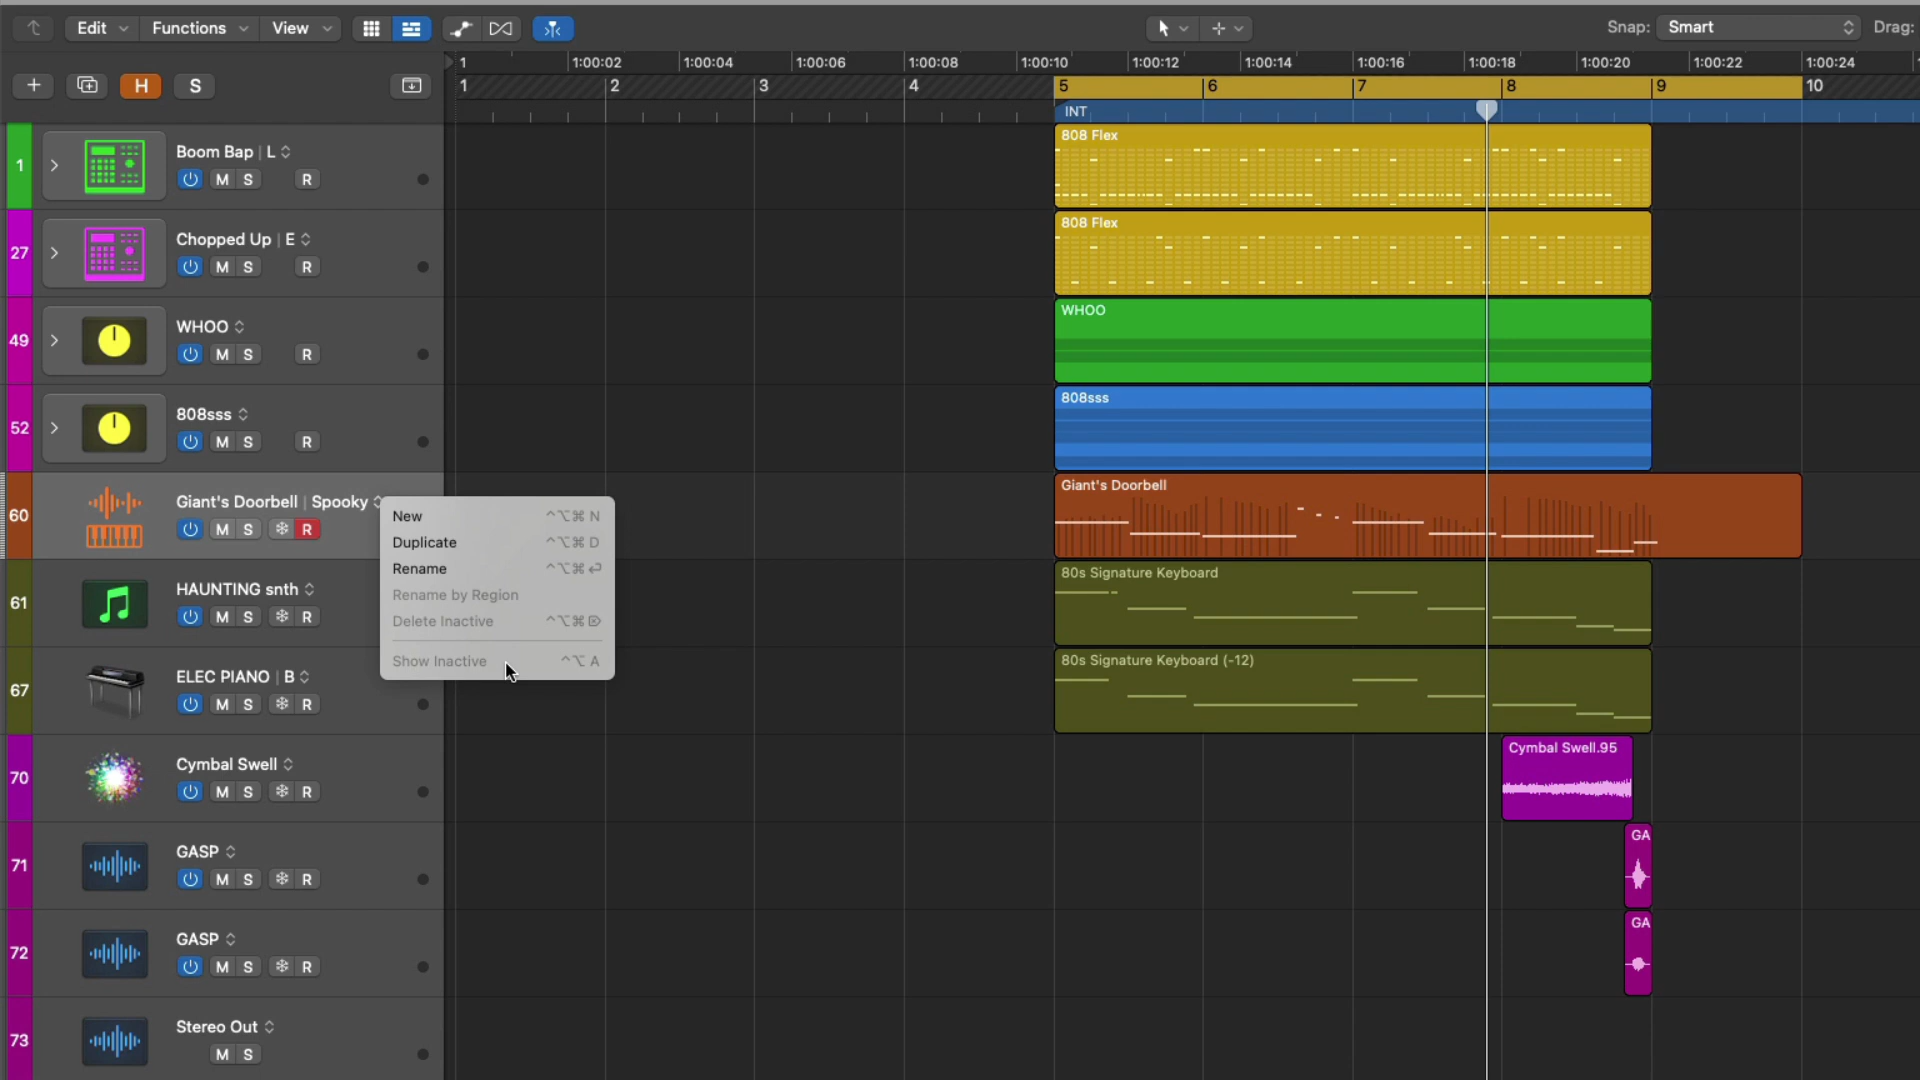 Edit Functions View Snap: Smart Drag:
1 1:00:02 1:00:04 1:00:06 1:00:08 1:00:10 1:00:12 1:00:14 1:00:16 1:00:18 1:00:20 1:00:22 1:00:24
H S 1 2 3 4 5 6 7 8 9 10
INT
808 Flex
1 Boom Bap | L
M S R
808 Flex
27 Chopped Up | E
M S R
WHOO
49 WHOO
M S R
808sss
52 808sss
M S R
Giant's Doorbell
60 Giant's Doorbell | Spooky
M S R
New ⌃⌥⌘ N
Duplicate ⌃⌥⌘ D
Rename ⌃⌥⌘ ↩
Rename by Region
Delete Inactive ⌃⌥⌘ ⌦
Show Inactive ⌃⌥ A
80s Signature Keyboard
61 HAUNTING snth
M S R
80s Signature Keyboard (-12)
67 ELEC PIANO | B
M S R
Cymbal Swell.95
70 Cymbal Swell
M S R
GA
71 GASP
M S R
GA
72 GASP
M S R
73 Stereo Out
M S